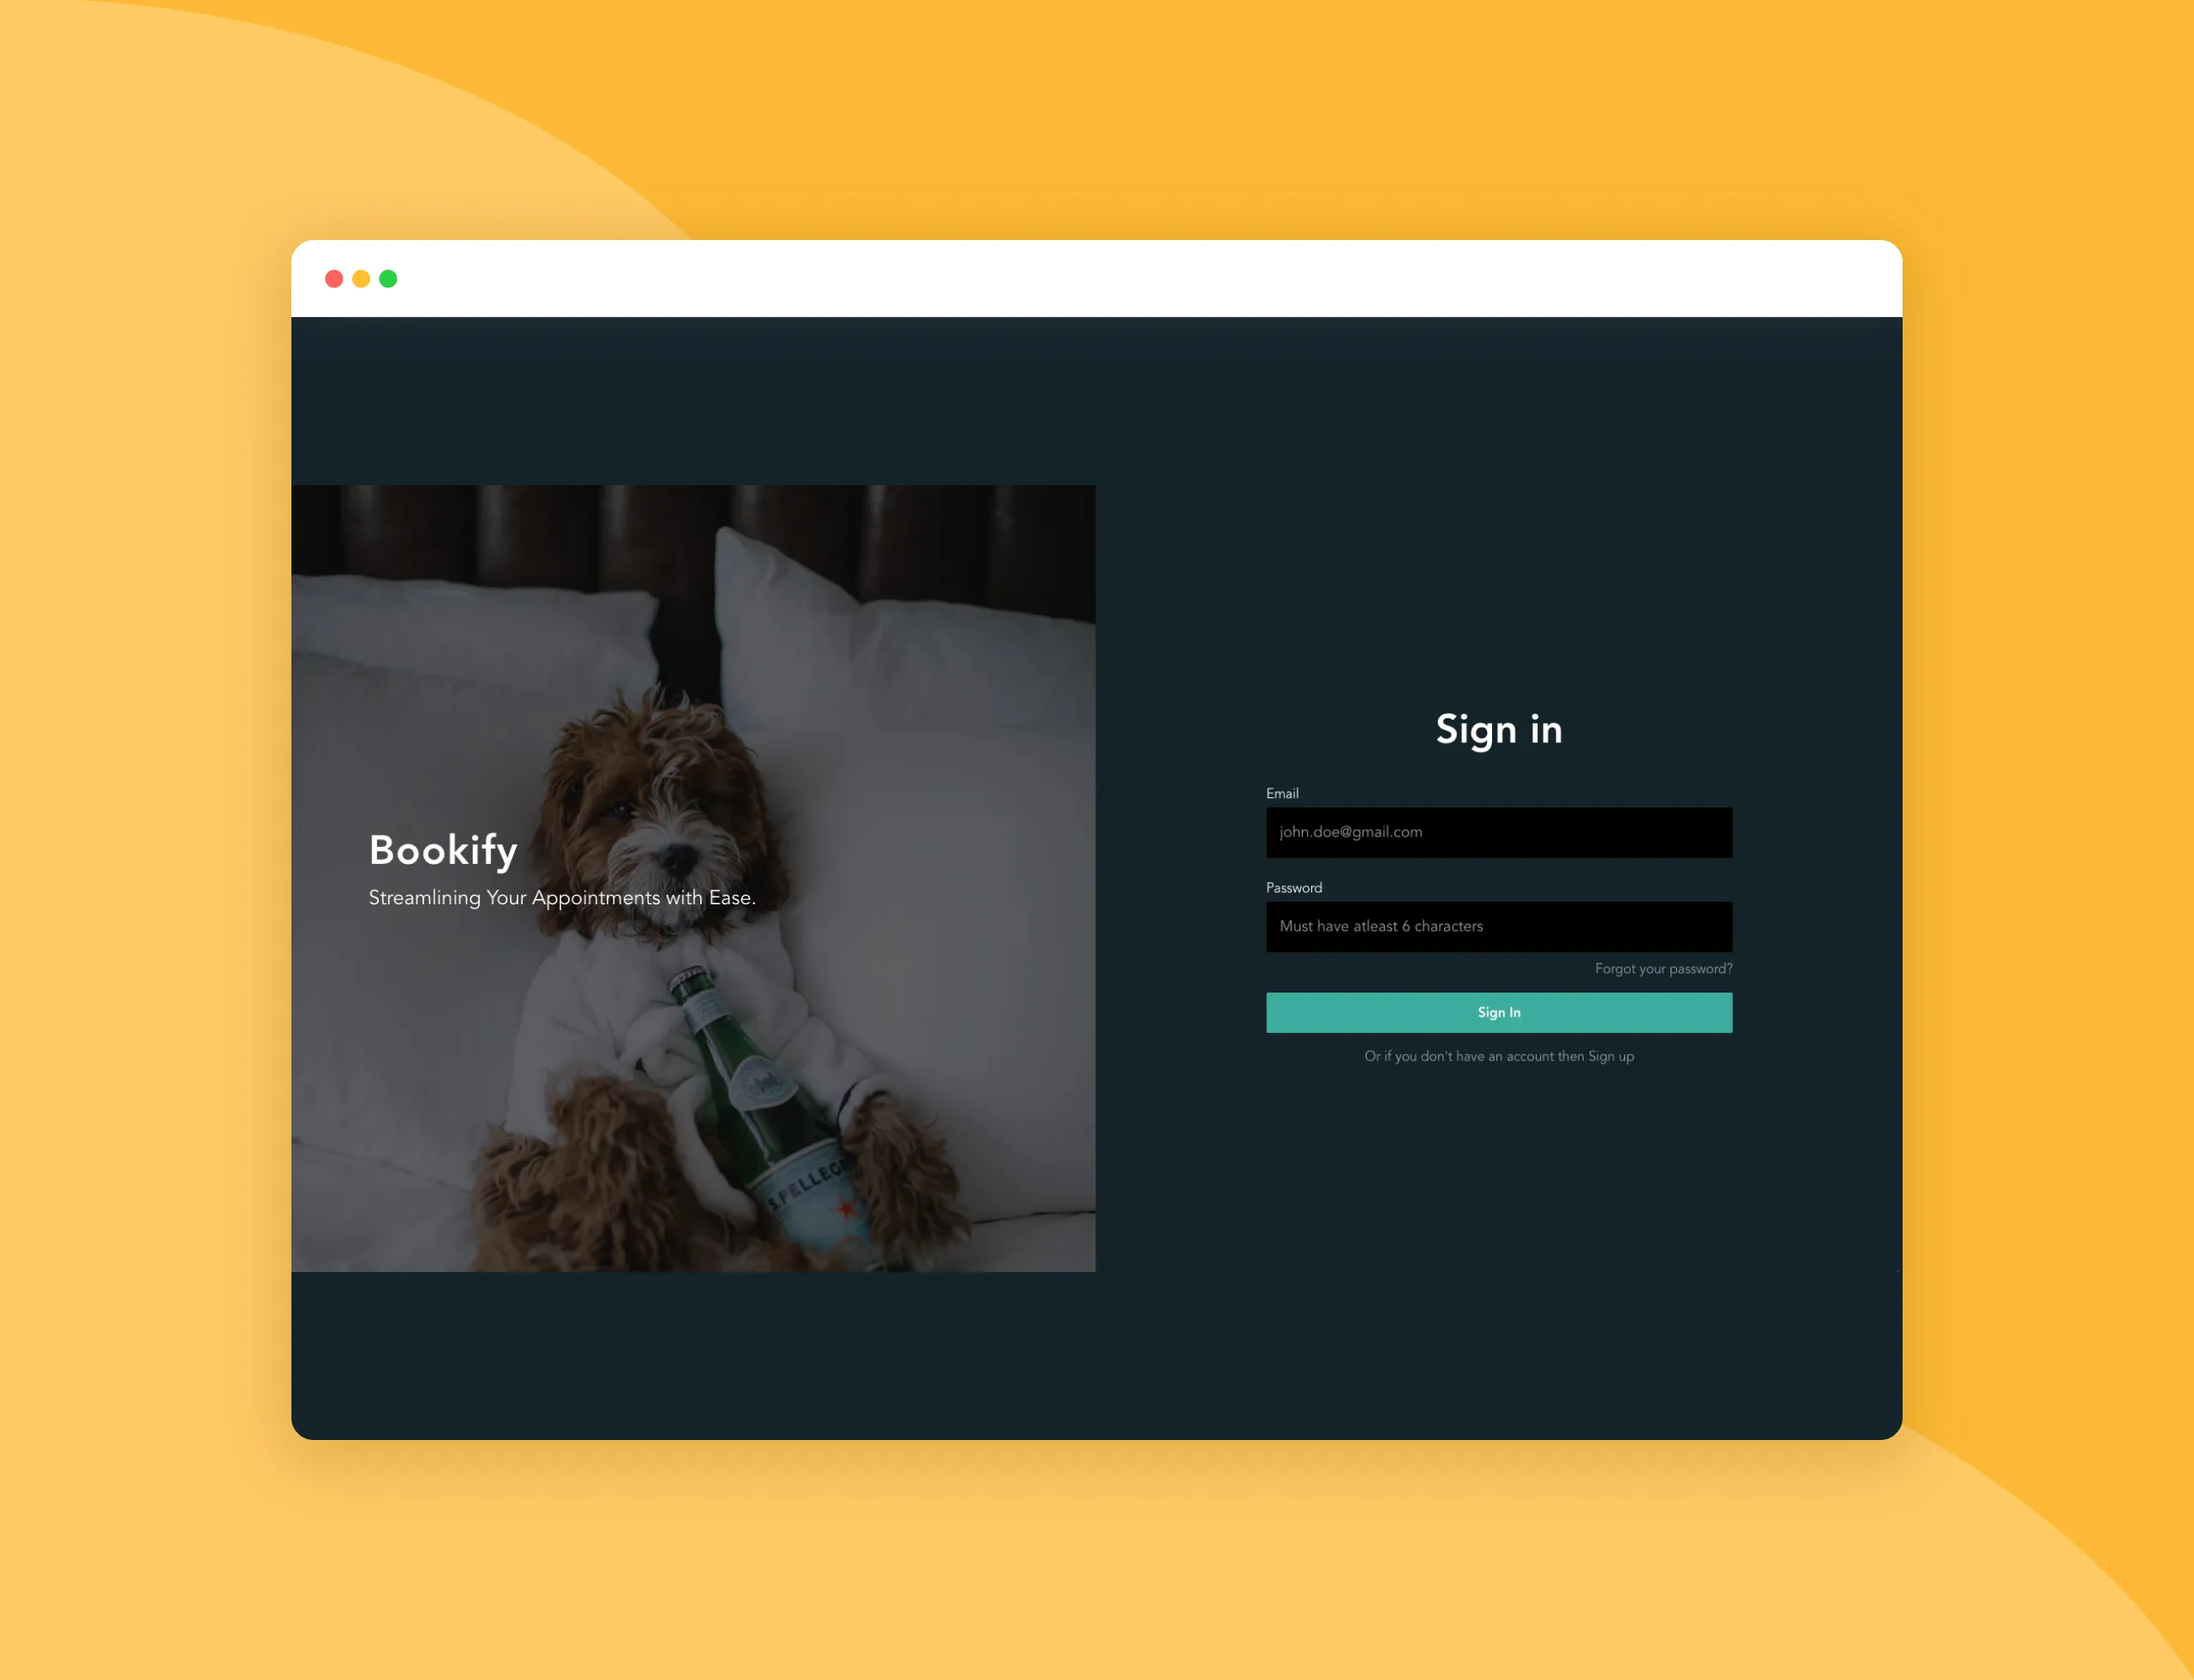 Bookify
Streamlining Your Appointments with Ease.
S.PELLEG
Sign in
Email
john.doe@gmail.com
Password
Must have atleast 6 characters
Forgot your password?
Sign In
Or if you don't have an account then Sign up